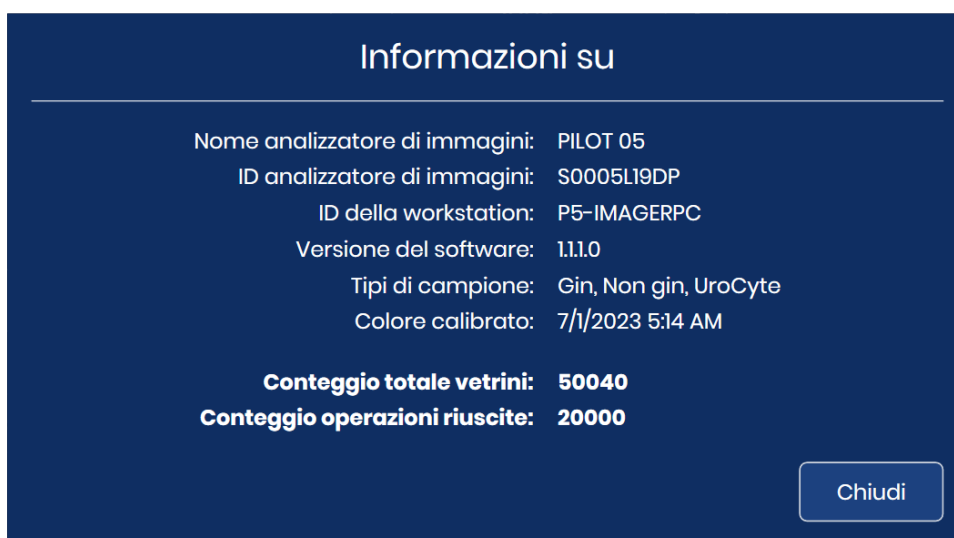 Informazioni su
Nome analizzatore di immagini: PILOT 05
ID analizzatore di immagini: S0005L19DP
ID della workstation: P5-IMAGERPC
Versione del software: 1.1.1.0
Tipi di campione: Gin, Non gin, UroCyte
Colore calibrato: 7/1/2023 5:14 AM
Conteggio totale vetrini: 50040
Conteggio operazioni riuscite: 20000
Chiudi